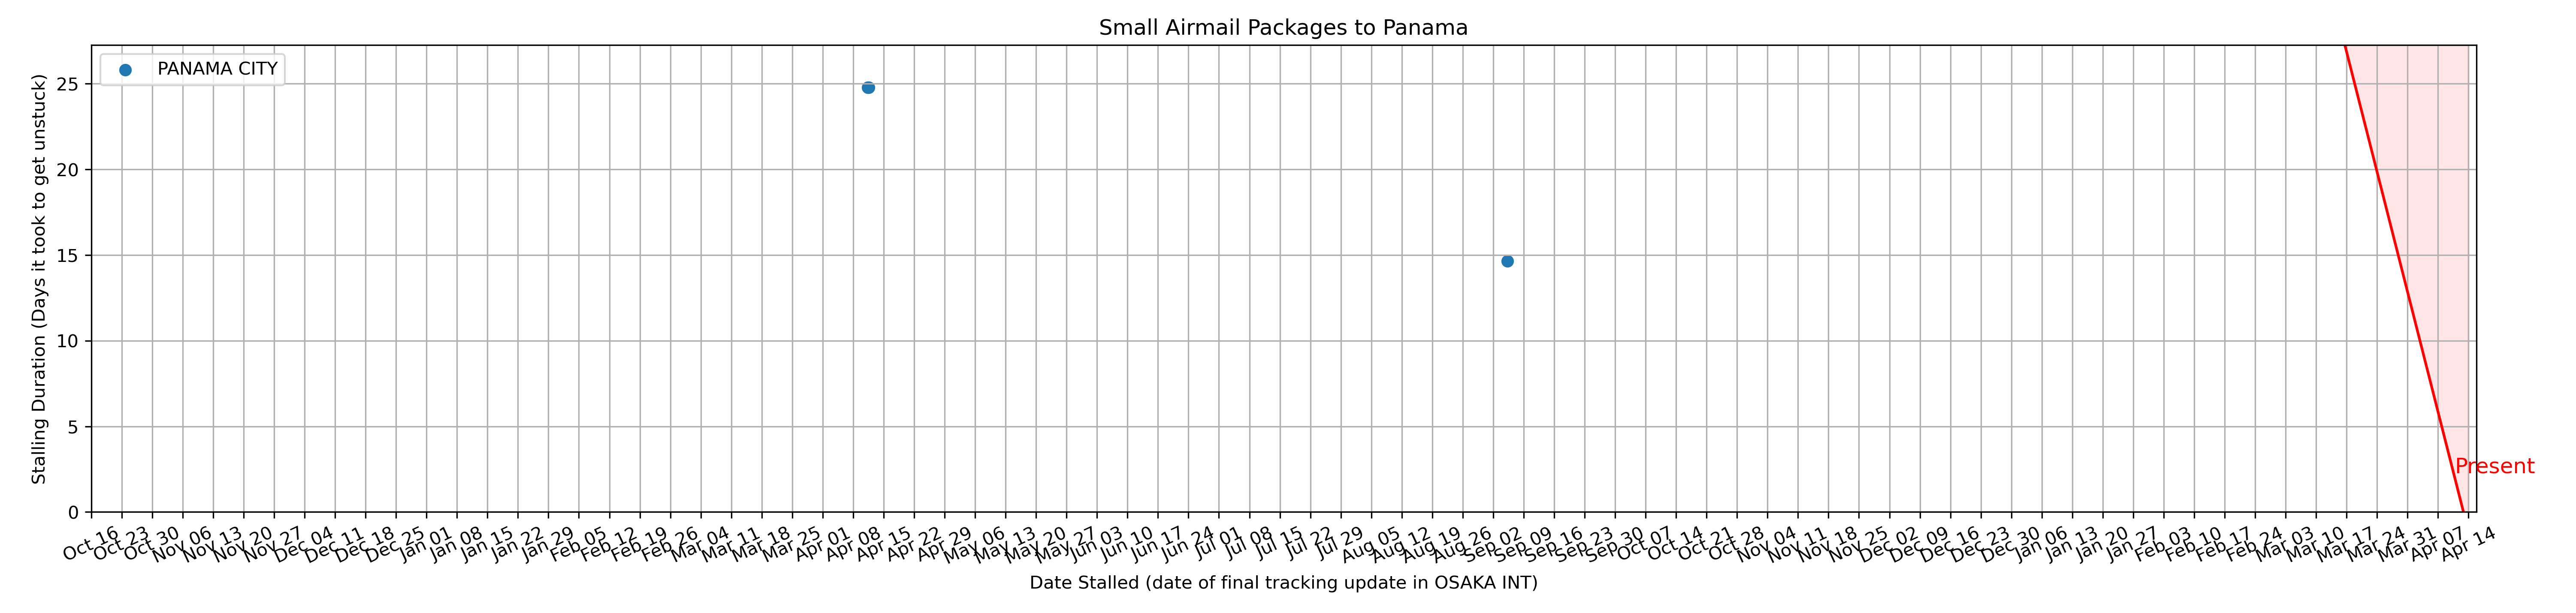 Small Airmail Packages to Panama
PANAMA CITY
Stalling Duration (Days it took to get unstuck)
25
20
15
10
5
0
Present
Oct 16 Oct 23 Oct 30 Nov 06 Nov 13 Nov 20 Nov 27 Dec 04 Dec 11 Dec 18 Dec 25 Jan 01 Jan 08 Jan 15 Jan 22 Jan 29 Feb 05 Feb 12 Feb 19 Feb 26 Mar 04 Mar 11 Mar 18 Mar 25 Apr 01 Apr 08 Apr 15 Apr 22 Apr 29 May 06 May 13 May 20 May 27 Jun 03 Jun 10 Jun 17 Jun 24 Jul 01 Jul 08 Jul 15 Jul 22 Jul 29 Aug 05 Aug 12 Aug 19 Aug 26 Sep 02 Sep 09 Sep 16 Sep 23 Sep 30 Oct 07 Oct 14 Oct 21 Oct 28 Nov 04 Nov 11 Nov 18 Nov 25 Dec 02 Dec 09 Dec 16 Dec 23 Dec 30 Jan 06 Jan 13 Jan 20 Jan 27 Feb 03 Feb 10 Feb 17 Feb 24 Mar 03 Mar 10 Mar 17 Mar 24 Mar 31 Apr 07 Apr 14
Date Stalled (date of final tracking update in OSAKA INT)